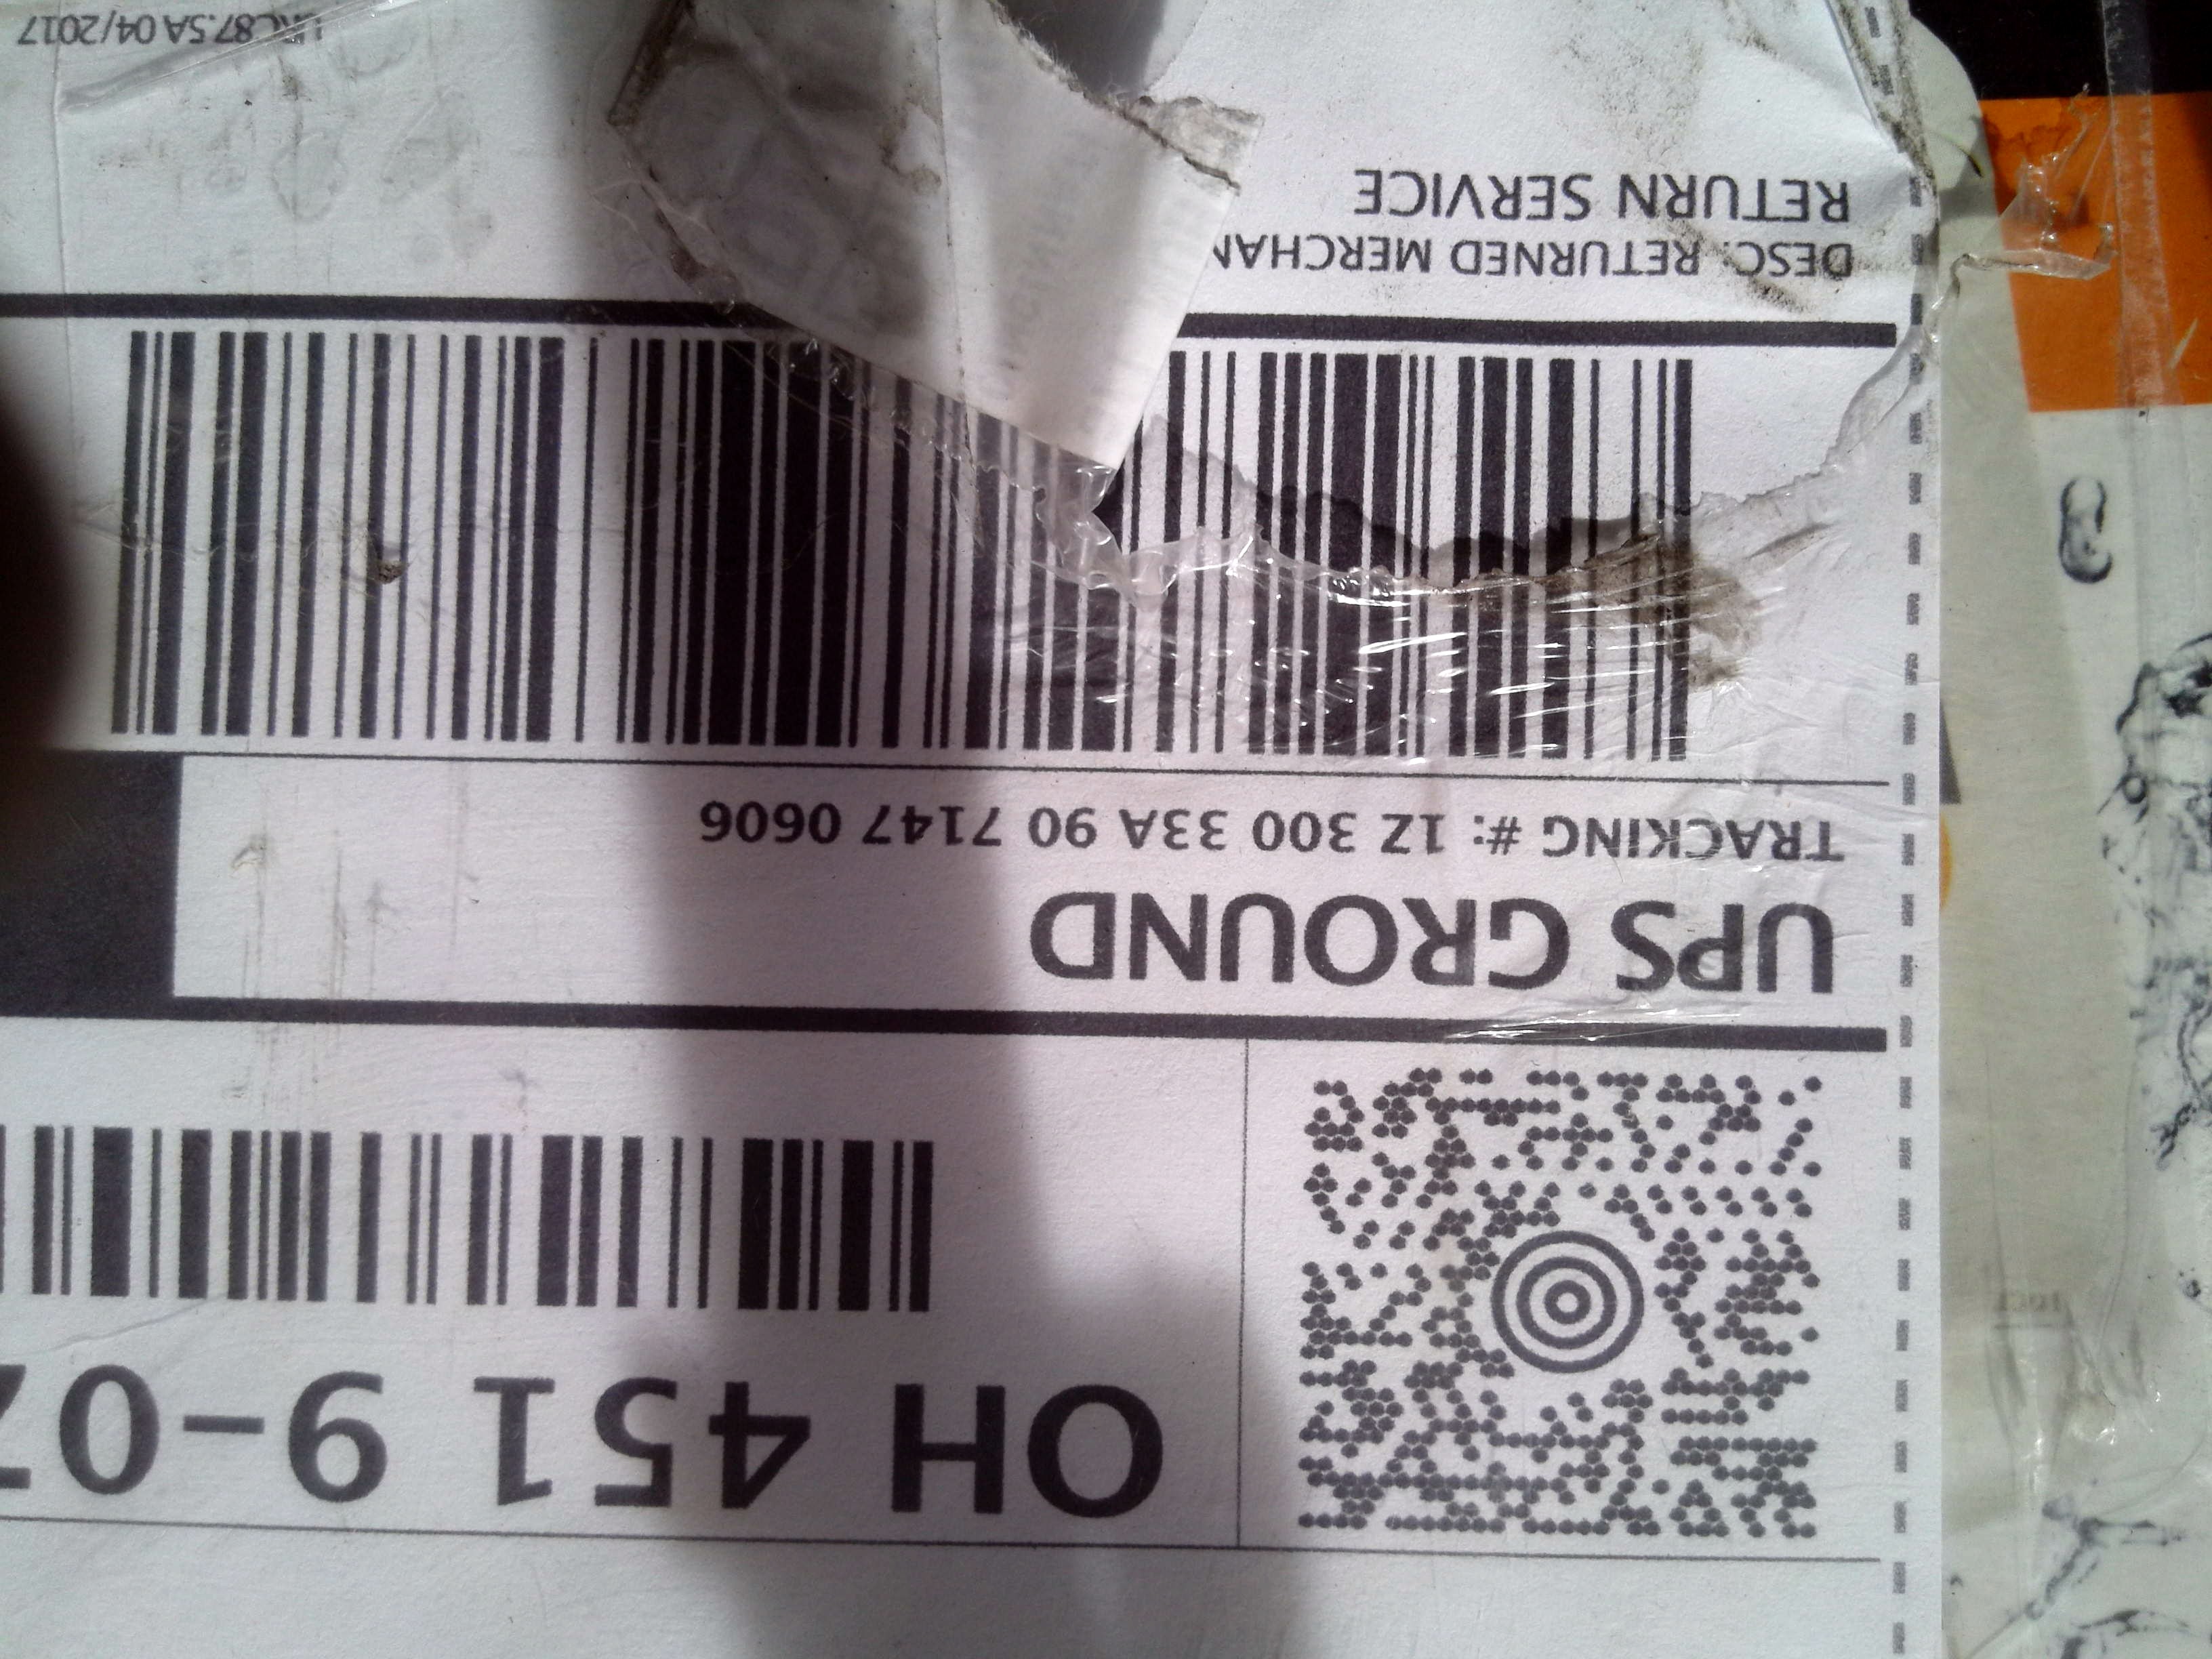 OH 451 9-0
UPS GROUND
TRACKING #: 1Z 300 33A 90 7147 0606
DESC: RETURNED MERCHAN
RETURN SERVICE
87.5A 04/2017